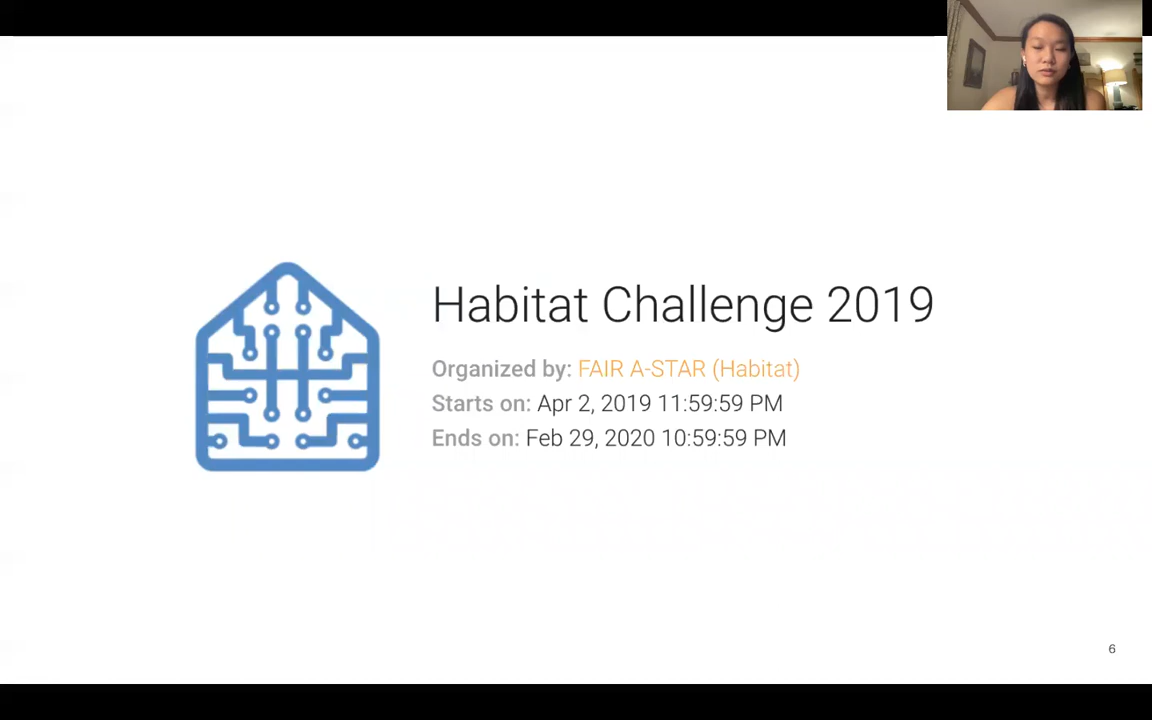 Habitat Challenge 2019
Organized by: FAIR A-STAR (Habitat)
Starts on: Apr 2, 2019 11:59:59 PM
Ends on: Feb 29, 2020 10:59:59 PM
6